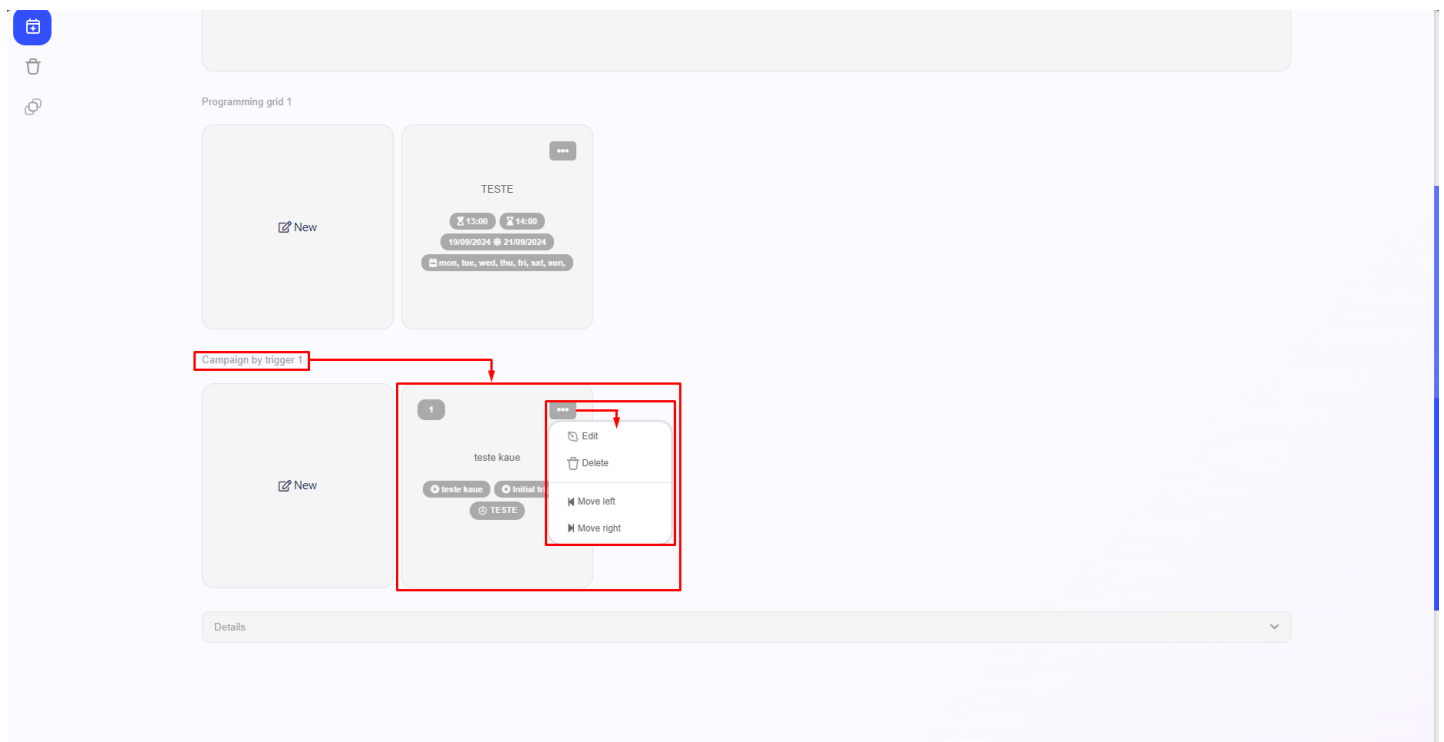 Programming grid 1
New
TESTE
13:00 14:00
19/09/2024 21/09/2024
mon, tue, wed, thu, fri, sat, sun,
Campaign by trigger 1
New
1
teste kaue
teste kaue Initial tri
TESTE
Edit
Delete
Move left
Move right
Details